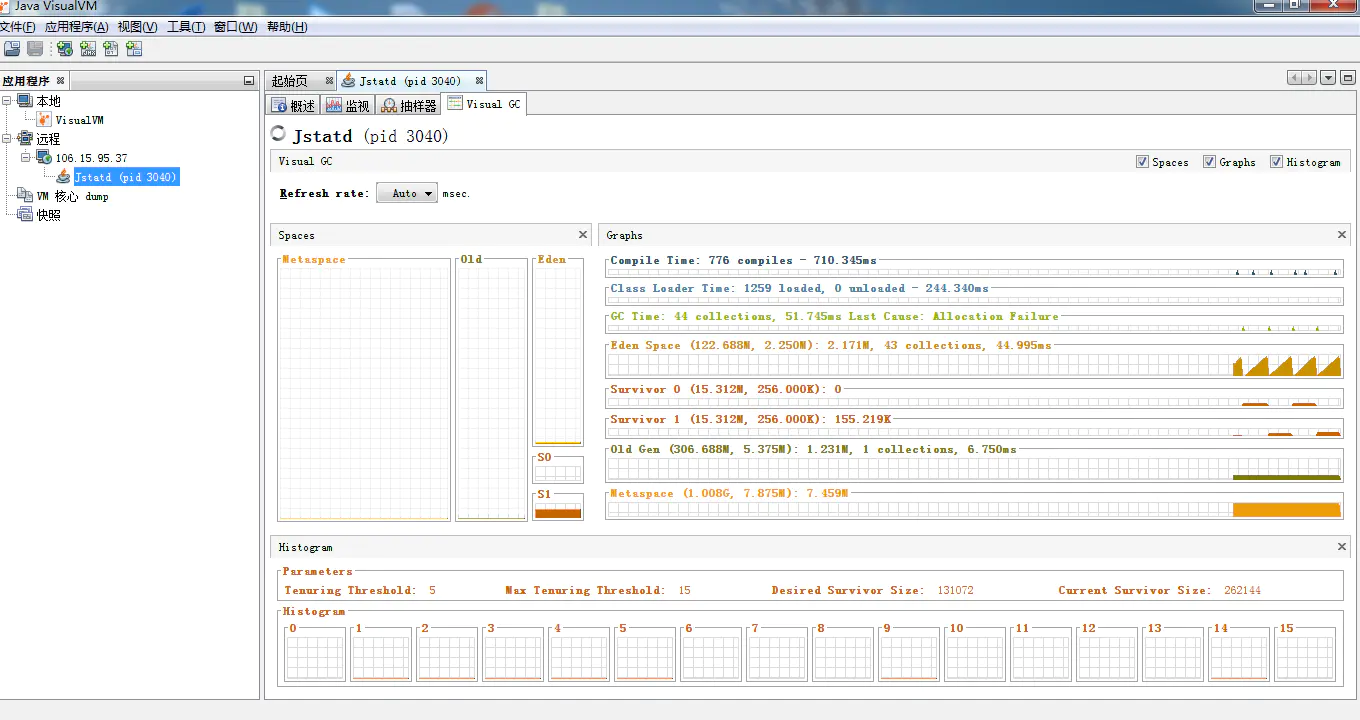 Java VisualVM
文件(F) 应用程序(A) 视图(V) 工具(T) 窗口(W) 帮助(H)
应用程序
本地
VisualVM
远程
106.15.95.37
Jstatd (pid 3040)
VM 核心 dump
快照
起始页 Jstatd (pid 3040)
概述 监视 抽样器 Visual GC
Jstatd (pid 3040)
Visual GC Spaces Graphs Histogram
Refresh rate: Auto msec.
Spaces
Metaspace Old Eden
S0
S1
Graphs
Compile Time: 776 compiles - 710.345ms
Class Loader Time: 1259 loaded, 0 unloaded - 244.340ms
GC Time: 44 collections, 51.745ms Last Cause: Allocation Failure
Eden Space (122.688M, 2.250M): 2.171M, 43 collections, 44.995ms
Survivor 0 (15.312M, 256.000K): 0
Survivor 1 (15.312M, 256.000K): 155.219K
Old Gen (306.688M, 5.375M): 1.231M, 1 collections, 6.750ms
Metaspace (1.008G, 7.875M): 7.459M
Histogram
Parameters
Tenuring Threshold: 5 Max Tenuring Threshold: 15 Desired Survivor Size: 131072 Current Survivor Size: 262144
Histogram
0 1 2 3 4 5 6 7 8 9 10 11 12 13 14 15